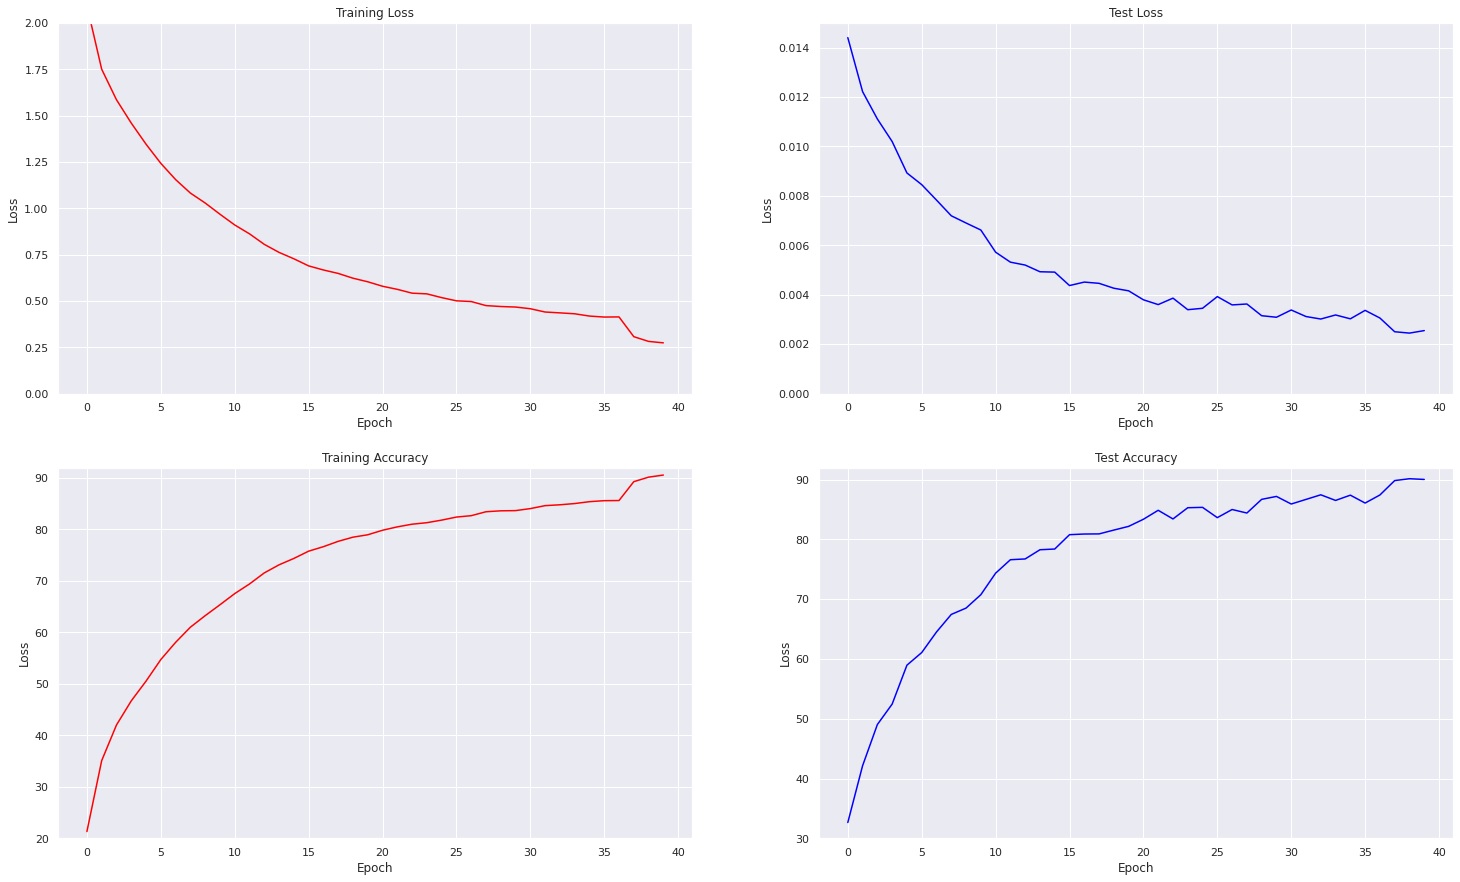 Training Loss
2.00
1.75
1.50
1.25
1.00
0.75
0.50
0.25
0.00
Loss
0 5 10 15 20 25 30 35 40
Epoch
Test Loss
0.014
0.012
0.010
0.008
0.006
0.004
0.002
0.000
Loss
0 5 10 15 20 25 30 35 40
Epoch
Training Accuracy
90
80
70
60
50
40
30
20
Loss
0 5 10 15 20 25 30 35 40
Epoch
Test Accuracy
90
80
70
60
50
40
30
Loss
0 5 10 15 20 25 30 35 40
Epoch